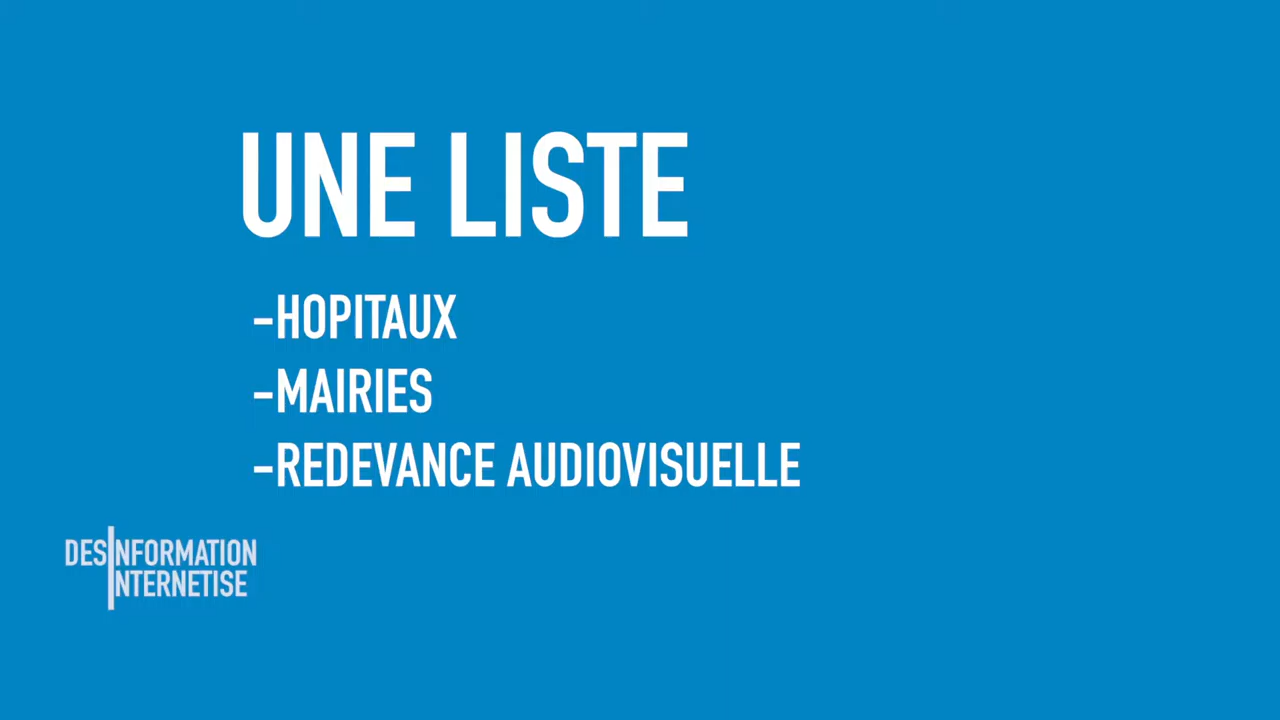 UNE LISTE
-HOPITAUX
-MAIRIES
-REDEVANCE AUDIOVISUELLE
DESINFORMATION
INTERNETISE